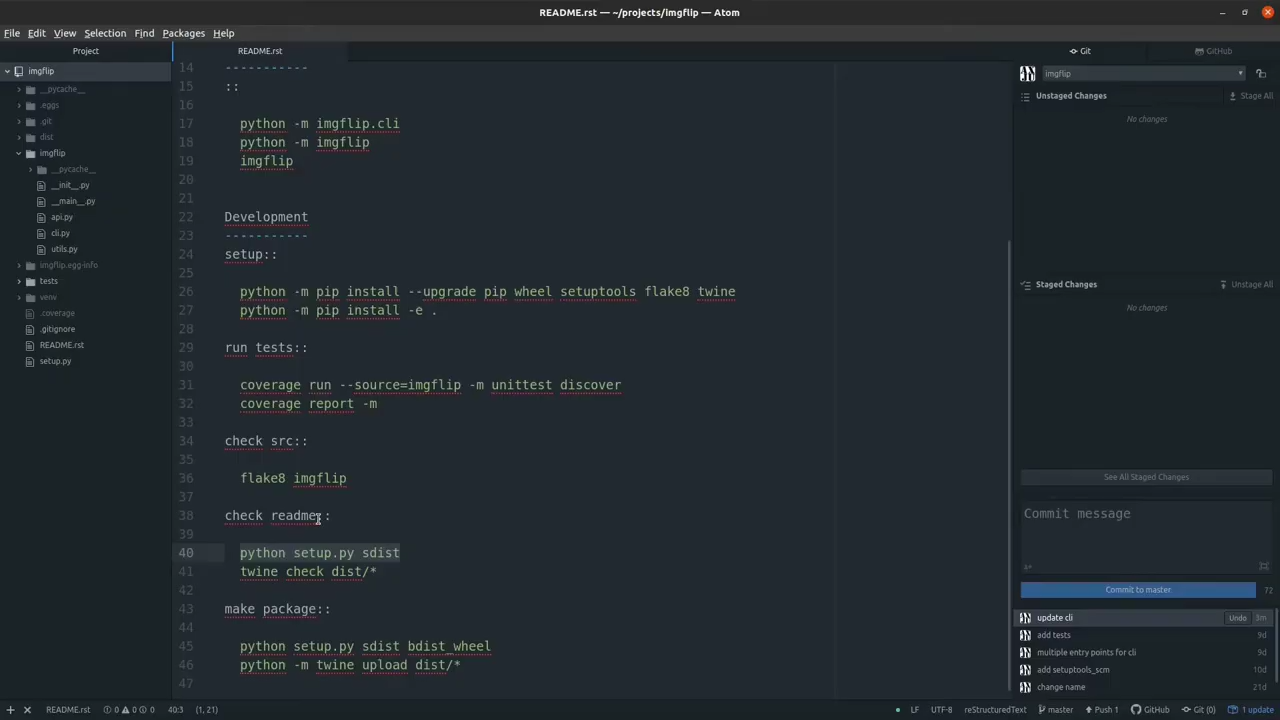 README.rst — ~/projects/imgflip — Atom
File Edit View Selection Find Packages Help
Project
README.rst
Git
GitHub
imgflip
__pycache__
.eggs
.git
dist
imgflip
__pycache__
__init__.py
__main__.py
api.py
cli.py
utils.py
imgflip.egg-info
tests
venv
.coverage
.gitignore
README.rst
setup.py
14 -----------
15 ::
16
17 python -m imgflip.cli
18 python -m imgflip
19 imgflip
20
21
22 Development
23 -----------
24 setup::
25
26 python -m pip install --upgrade pip wheel setuptools flake8 twine
27 python -m pip install -e .
28
29 run tests::
30
31 coverage run --source=imgflip -m unittest discover
32 coverage report -m
33
34 check src::
35
36 flake8 imgflip
37
38 check readme::
39
40 python setup.py sdist
41 twine check dist/*
42
43 make package::
44
45 python setup.py sdist bdist_wheel
46 python -m twine upload dist/*
47
imgflip
Unstaged Changes Stage All
No changes
Staged Changes Unstage All
No changes
See All Staged Changes
Commit message
Commit to master 72
update cli Undo 3m
add tests 9d
multiple entry points for cli 9d
add setuptools_scm 10d
change name 21d
README.rst 0 0 0 40:3 (1, 21)
LF UTF-8 reStructuredText master Push 1 GitHub Git (0) 1 update